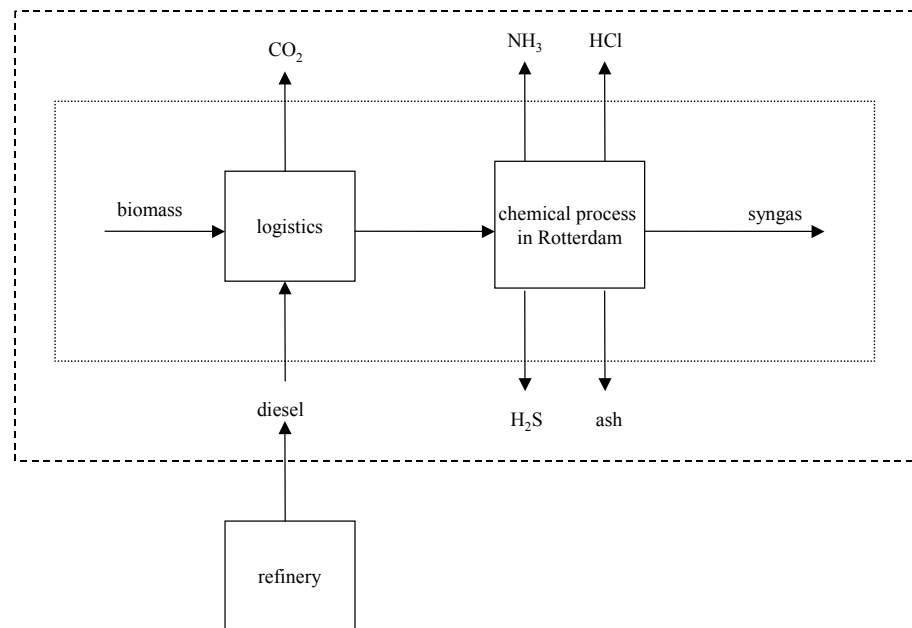 CO₂
NH₃
HCl
biomass
logistics
chemical process
in Rotterdam
syngas
diesel
H₂S
ash
refinery